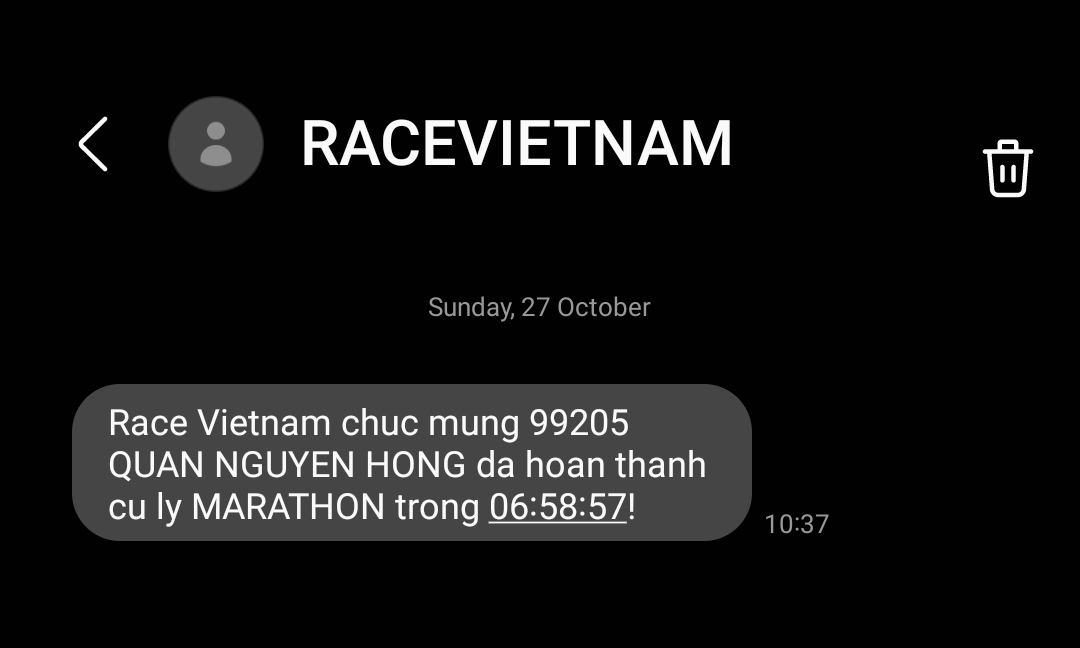 RACEVIETNAM
Sunday, 27 October
Race Vietnam chuc mung 99205
QUAN NGUYEN HONG da hoan thanh
cu ly MARATHON trong 06:58:57!
10:37